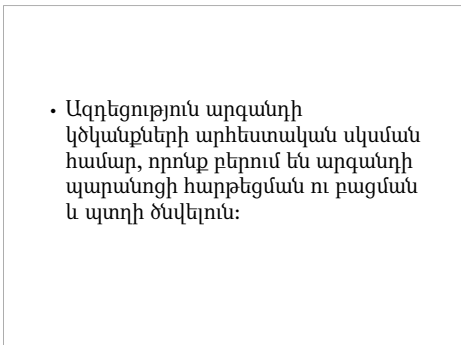 • Ազդեցություն արգանդի
կծկանքների արհեստական սկսման
համար, որոնք բերում են արգանդի
պարանոցի հարթեցման ու բացման
և պտղի ծնվելուն: